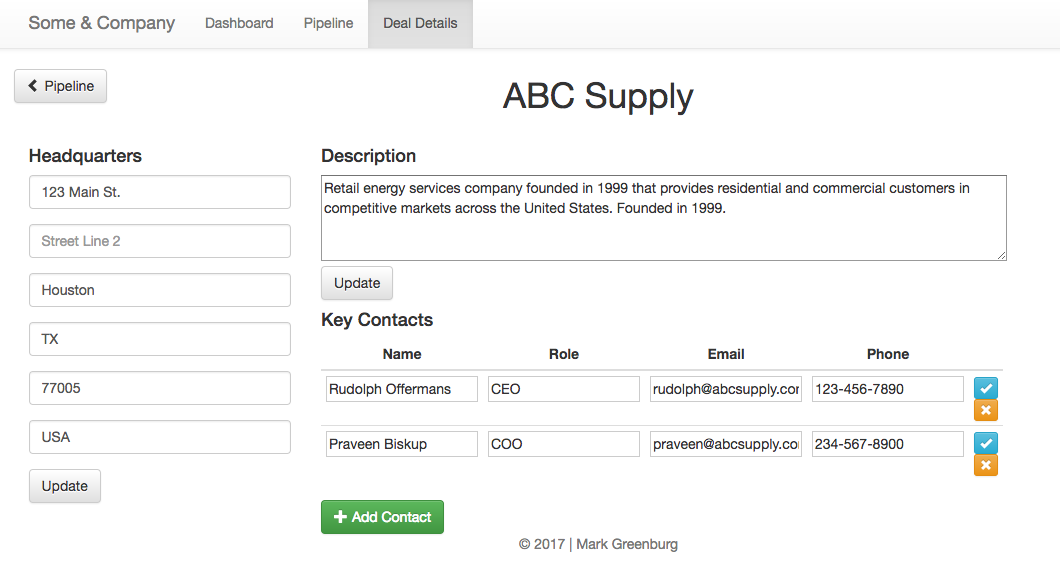 Some & Company Dashboard Pipeline Deal Details
Pipeline
ABC Supply
Headquarters
123 Main St.
Street Line 2
Houston
TX
77005
USA
Update
Description
Retail energy services company founded in 1999 that provides residential and commercial customers in
competitive markets across the United States. Founded in 1999.
Update
Key Contacts
Name Role Email Phone
Rudolph Offermans CEO rudolph@abcsupply.cor 123-456-7890
Praveen Biskup COO praveen@abcsupply.co 234-567-8900
Add Contact
© 2017 | Mark Greenburg